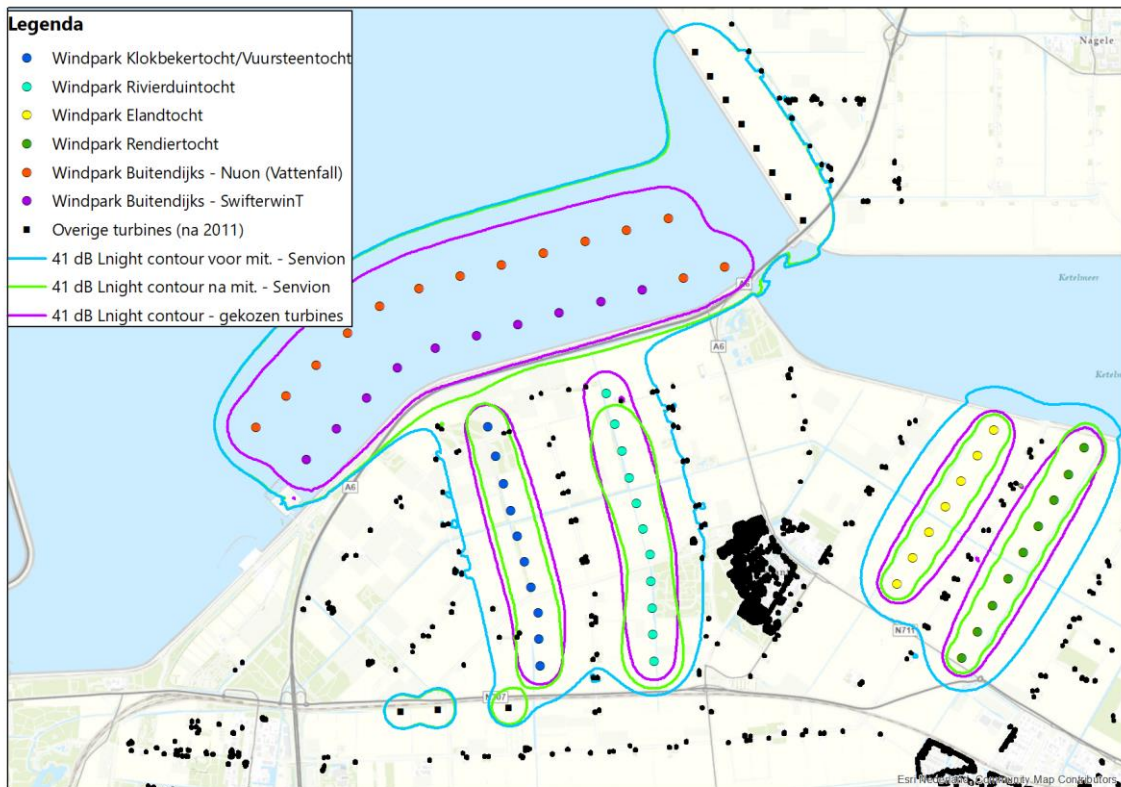 Legenda
Windpark Klokbekertocht/Vuursteentocht
Windpark Rivierduintocht
Windpark Elandtocht
Windpark Rendiertocht
Windpark Buitendijks - Nuon (Vattenfall)
Windpark Buitendijks - SwifterwinT
Overige turbines (na 2011)
41 dB Lnight contour voor mit. - Senvion
41 dB Lnight contour na mit. - Senvion
41 dB Lnight contour - gekozen turbines
Nagele
Ketelmeer
A6
A6
A6
N711
Esri Nederland, Community Map Contributors